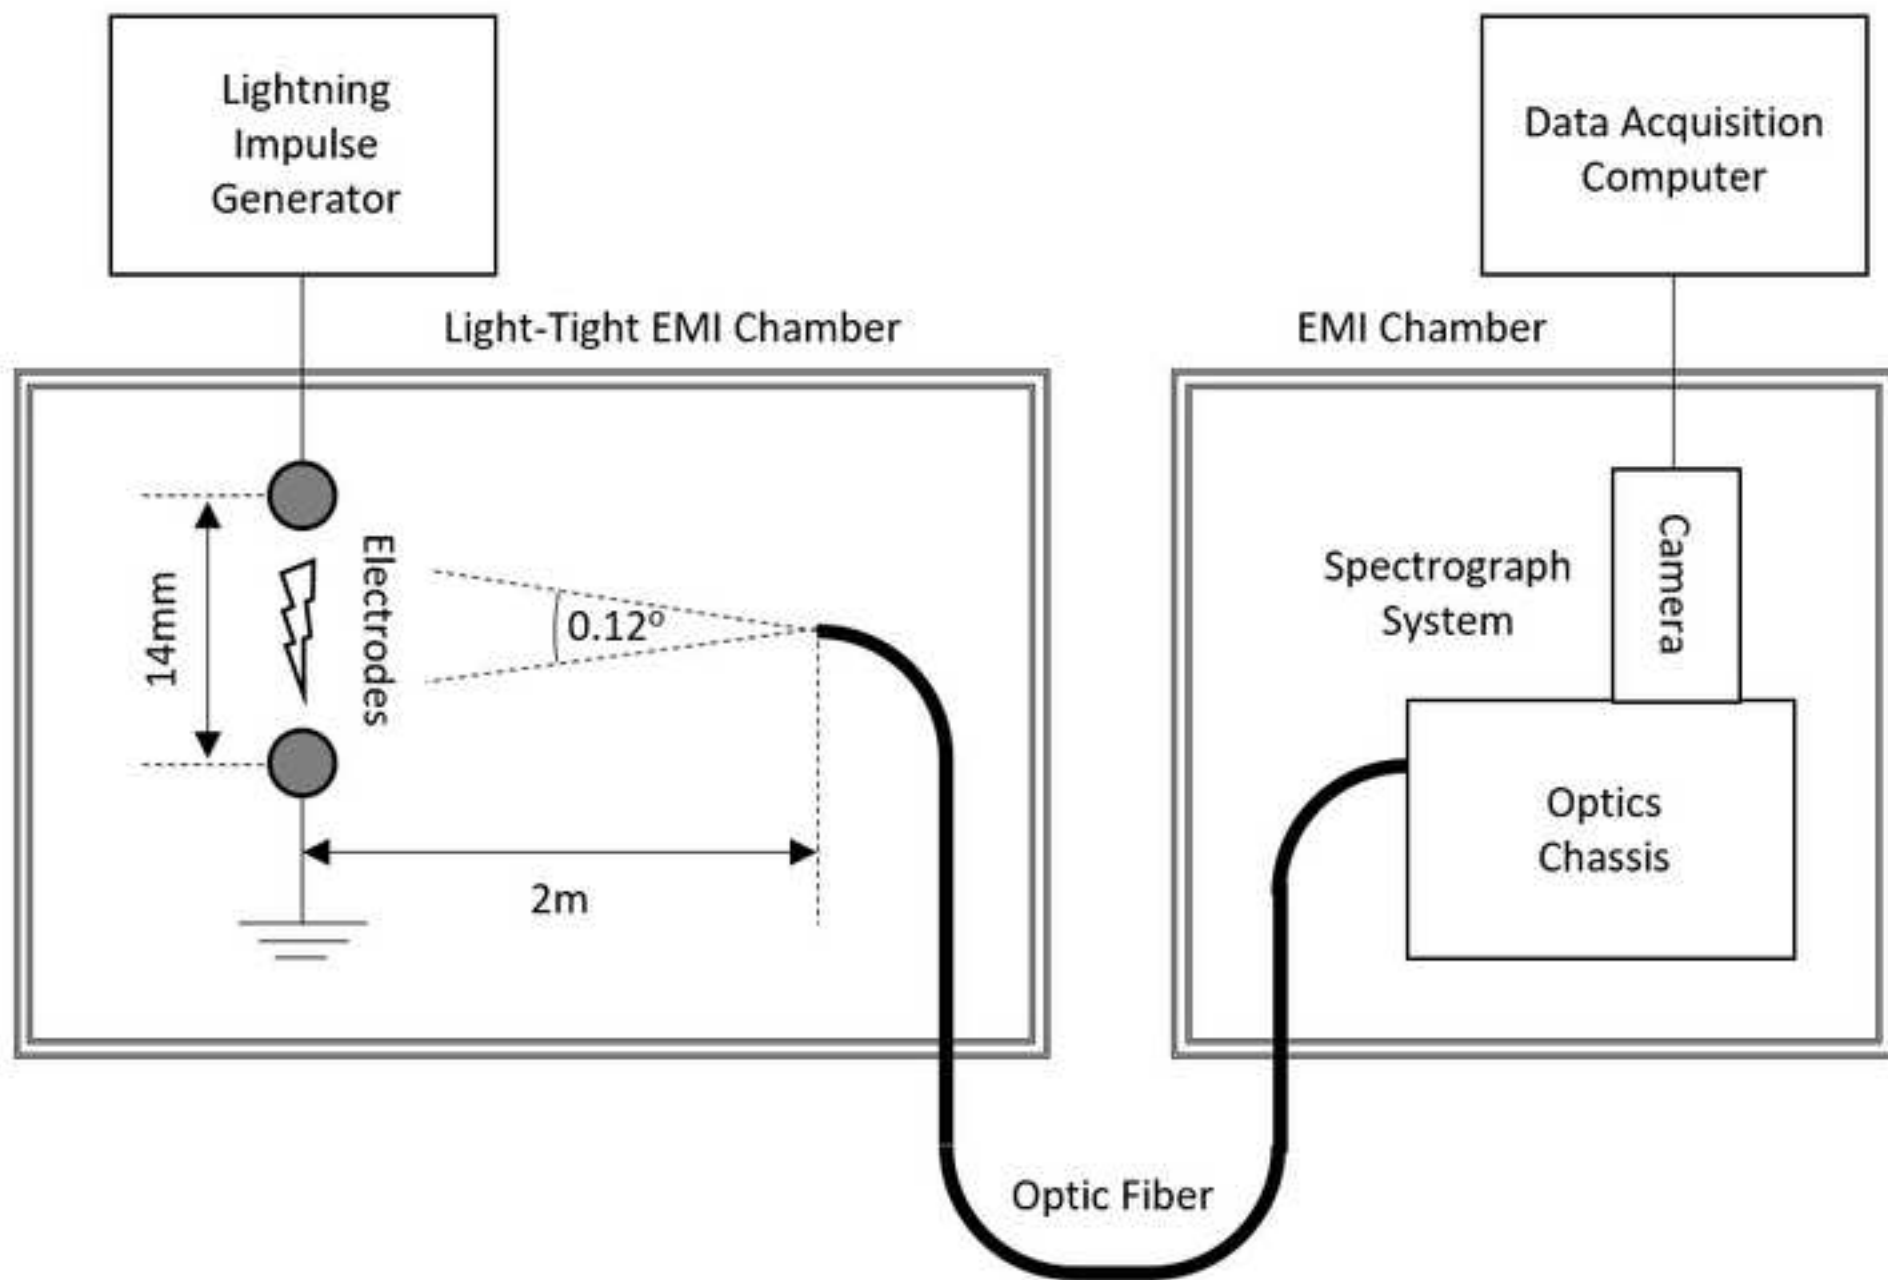 Lightning
Impulse
Generator
Data Acquisition
Computer
Light-Tight EMI Chamber
EMI Chamber
14mm
Electrodes
0.12°
2m
Spectrograph
System
Camera
Optics
Chassis
Optic Fiber